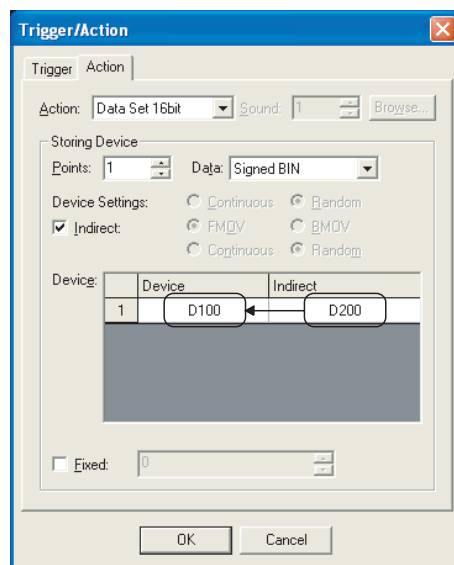 Trigger/Action
Trigger Action
Action: Data Set 16bit Sound: 1 Browse...
Storing Device
Points: 1 Data: Signed BIN
Device Settings: Continuous Random
Indirect: FMOV BMOV
Continuous Random
Device: Device Indirect
1 D100 D200
Fixed: 0
OK Cancel